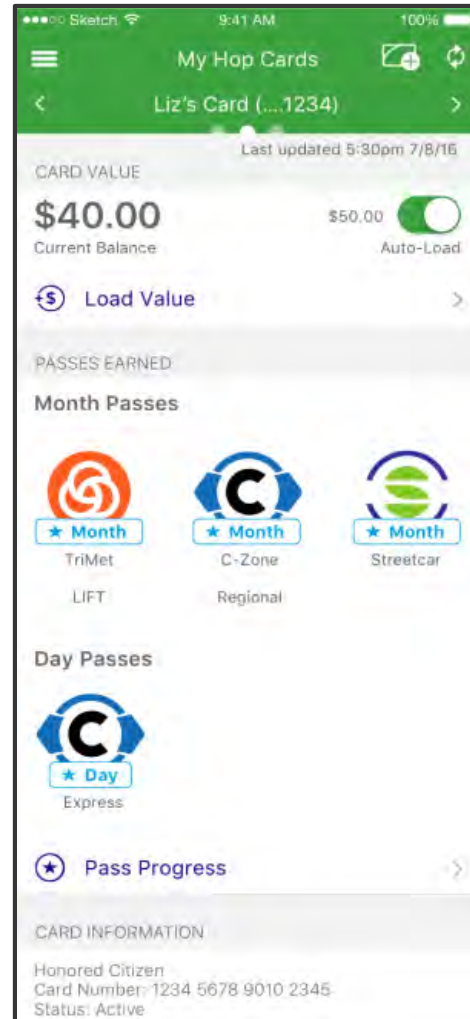 Sketch 9:41 AM 100%
My Hop Cards
Liz's Card (....1234)
Last updated 5:30pm 7/8/16
CARD VALUE
$40.00 $50.00
Current Balance Auto-Load
+$ Load Value
PASSES EARNED
Month Passes
C S
★ Month ★ Month ★ Month
TriMet C-Zone Streetcar
LIFT Regional
Day Passes
C
★ Day
Express
Pass Progress
CARD INFORMATION
Honored Citizen
Card Number: 1234 5678 9010 2345
Status: Active